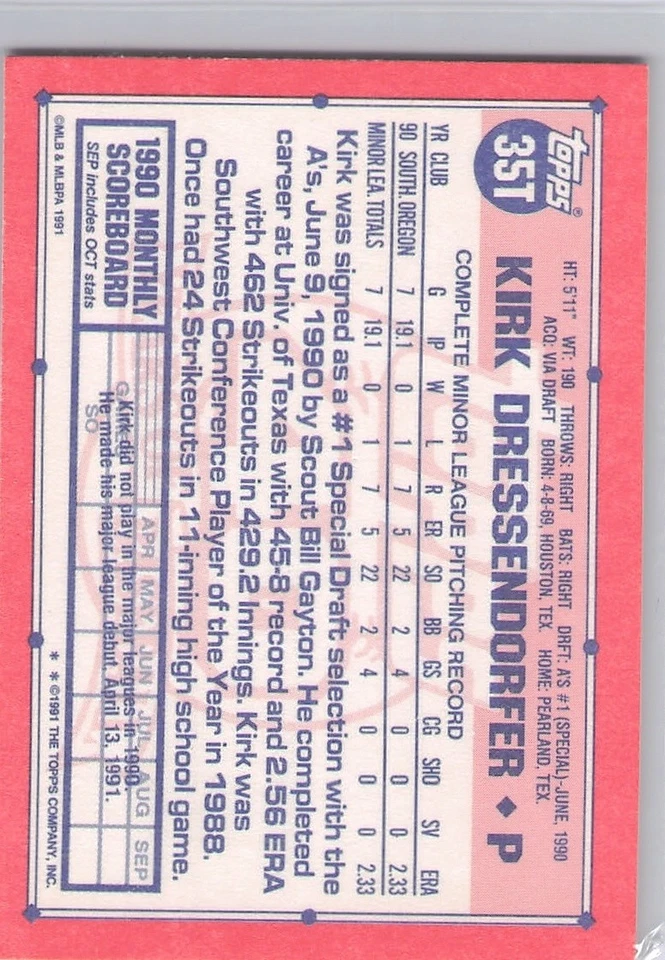 topps®
35T
HT: 5'11" WT: 190 THROWS: RIGHT BATS: RIGHT DRFT: A'S #1 (SPECIAL)-JUNE, 1990
ACQ: VIA DRAFT BORN: 4-8-69, HOUSTON, TEX. HOME: PEARLAND, TEX.
KIRK DRESSENDORFER ◆ P
COMPLETE MINOR LEAGUE PITCHING RECORD
YR CLUB G IP W L R ER SO BB GS CG SHO SV ERA
90 SOUTH. OREGON 7 19.1 0 1 7 5 22 2 4 0 0 0 2.33
MINOR LEA. TOTALS 7 19.1 0 1 7 5 22 2 4 0 0 0 2.33
Kirk was signed as a #1 Special Draft selection with the
A's, June 9, 1990 by Scout Bill Gayton. He completed
career at Univ. of Texas with 45-8 record and 2.56 ERA
with 462 Strikeouts in 429.2 Innings. Kirk was
Southwest Conference Player of the Year in 1988.
Once had 24 Strikeouts in 11-inning high school game.
1990 MONTHLY
SCOREBOARD
SEP includes OCT stats
APR MAY JUN JUL AUG SEP
SO
Kirk did not play in the major leagues in 1990.
He made his major league debut April 13, 1991.
©MLB & MLBPA 1991
* * ©1991 THE TOPPS COMPANY, INC.